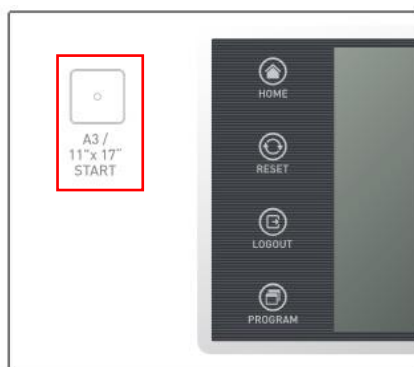 A3 /
11"x 17"
START
HOME
RESET
LOGOUT
PROGRAM